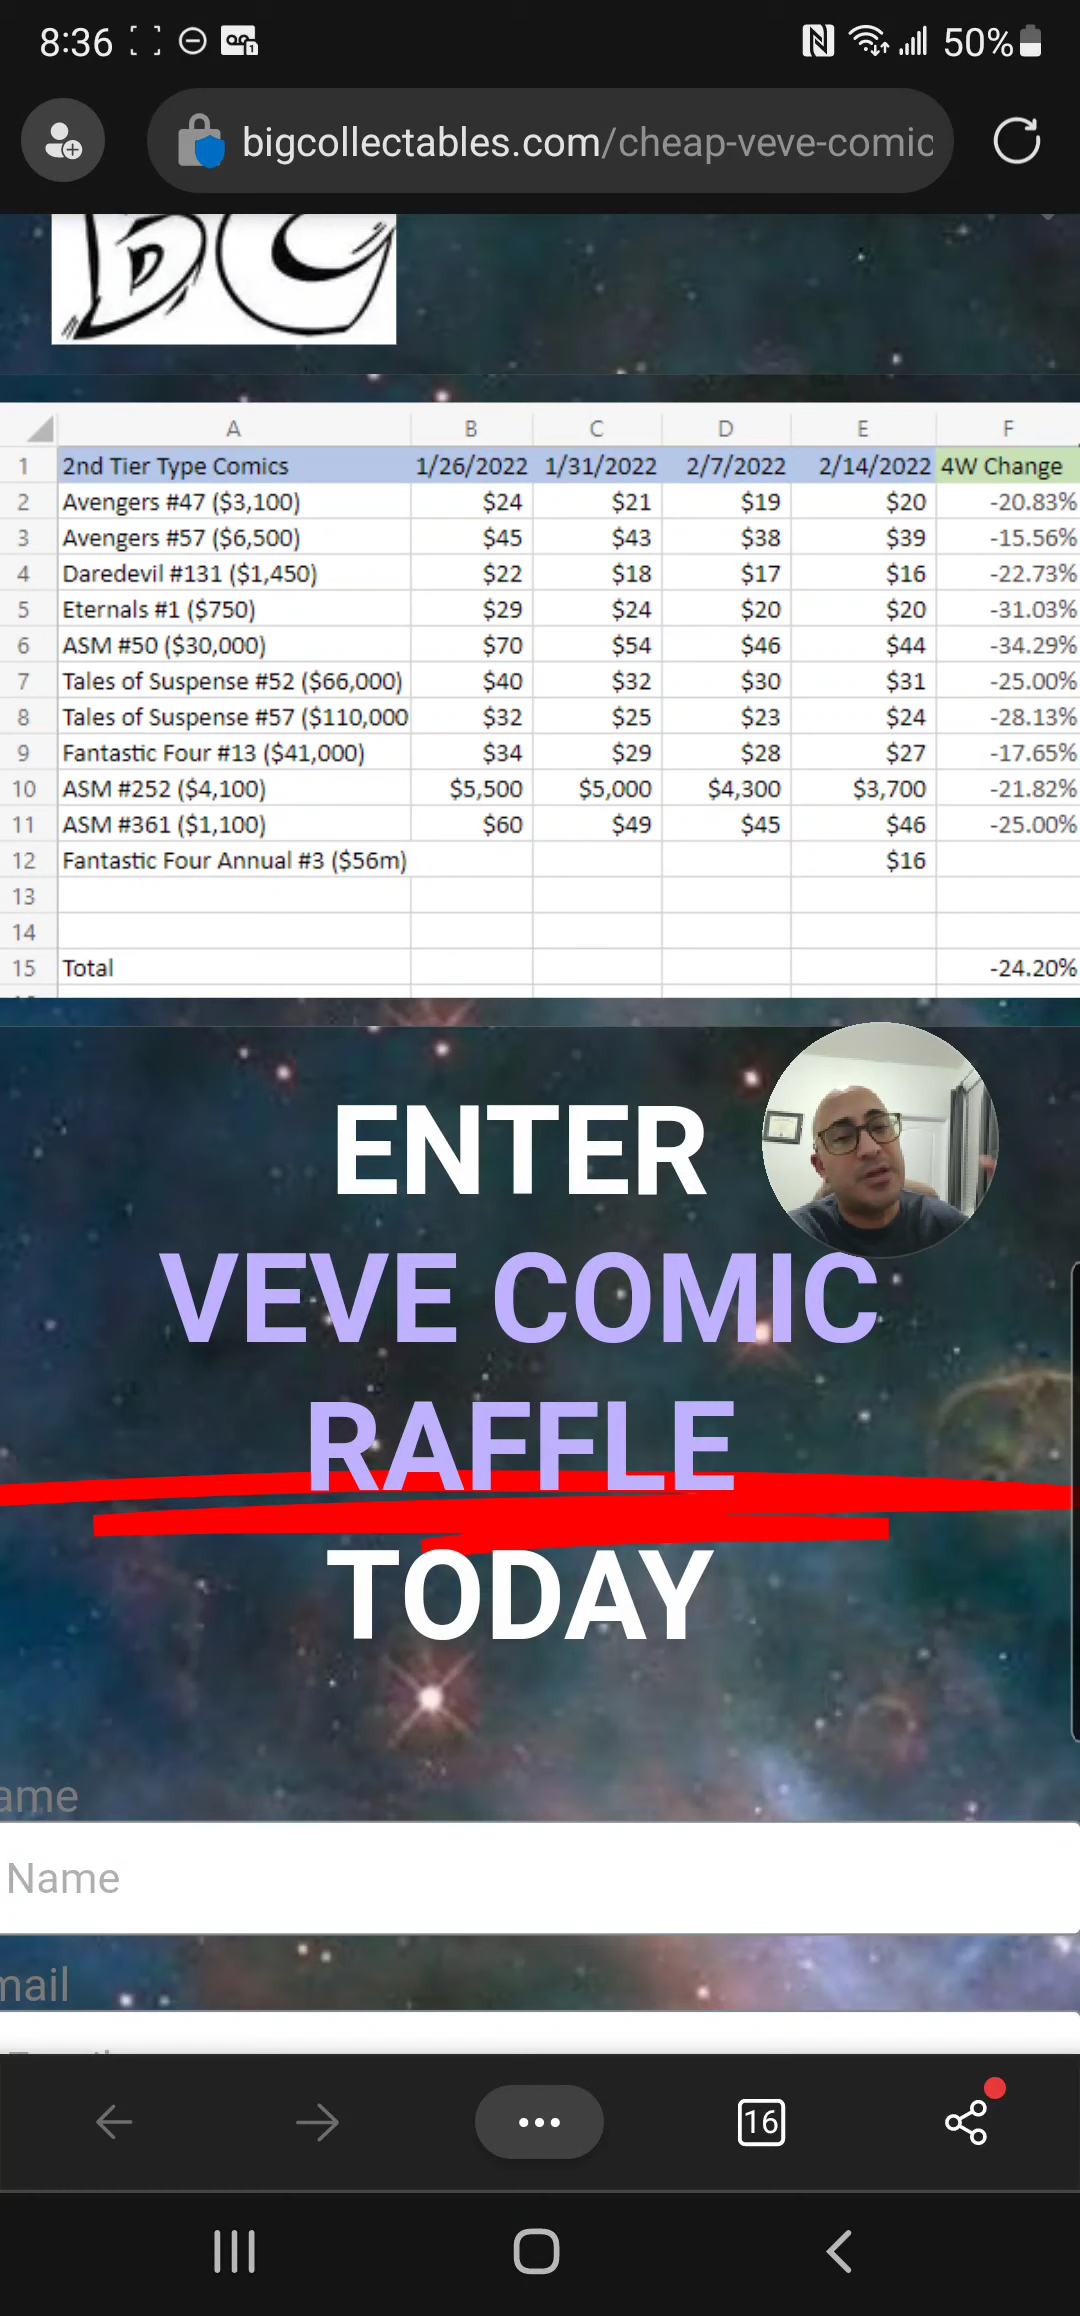 8:36 50%
bigcollectables.com/cheap-veve-comic
A B C D E F
1 2nd Tier Type Comics 1/26/2022 1/31/2022 2/7/2022 2/14/2022 4W Change
2 Avengers #47 ($3,100) $24 $21 $19 $20 -20.83%
3 Avengers #57 ($6,500) $45 $43 $38 $39 -15.56%
4 Daredevil #131 ($1,450) $22 $18 $17 $16 -22.73%
5 Eternals #1 ($750) $29 $24 $20 $20 -31.03%
6 ASM #50 ($30,000) $70 $54 $46 $44 -34.29%
7 Tales of Suspense #52 ($66,000) $40 $32 $30 $31 -25.00%
8 Tales of Suspense #57 ($110,000 $32 $25 $23 $24 -28.13%
9 Fantastic Four #13 ($41,000) $34 $29 $28 $27 -17.65%
10 ASM #252 ($4,100) $5,500 $5,000 $4,300 $3,700 -21.82%
11 ASM #361 ($1,100) $60 $49 $45 $46 -25.00%
12 Fantastic Four Annual #3 ($56m) $16
13
14
15 Total -24.20%
ENTER
VEVE COMIC
RAFFLE
TODAY
ame
Name
mail
16